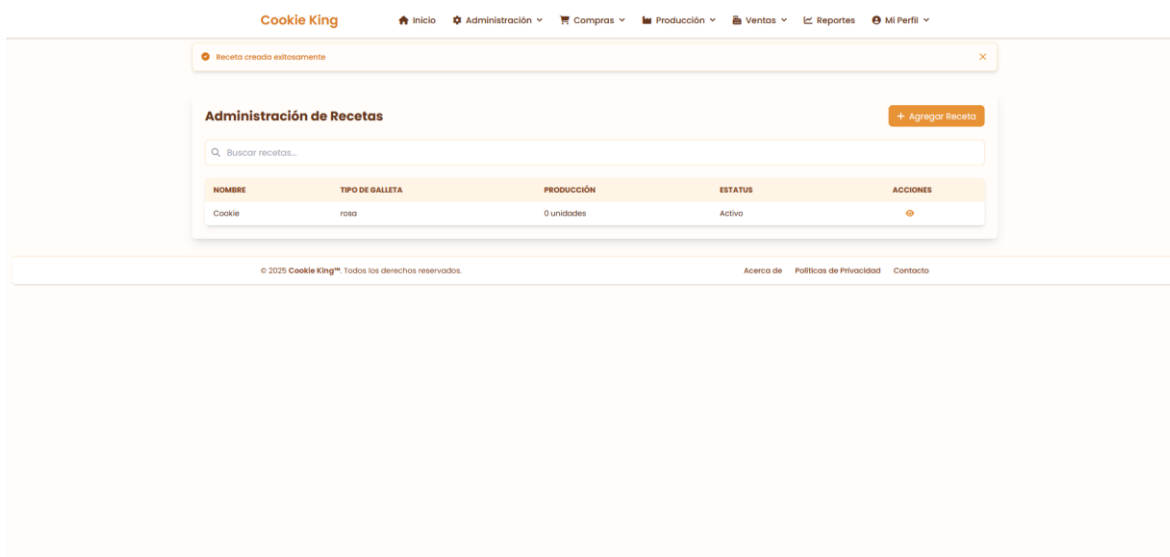 Cookie King Inicio Administración Compras Producción Ventas Reportes Mi Perfil
Receta creada exitosamente
Administración de Recetas
+ Agregar Receta
Buscar recetas...
NOMBRE TIPO DE GALLETA PRODUCCIÓN ESTATUS ACCIONES
Cookie rosa 0 unidades Activo
© 2025 Cookie King™. Todos los derechos reservados. Acerca de Políticas de Privacidad Contacto